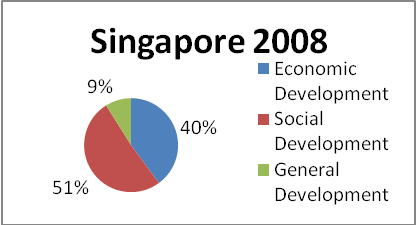 Singapore 2008
9%
40%
51%
Economic
Development
Social
Development
General
Development